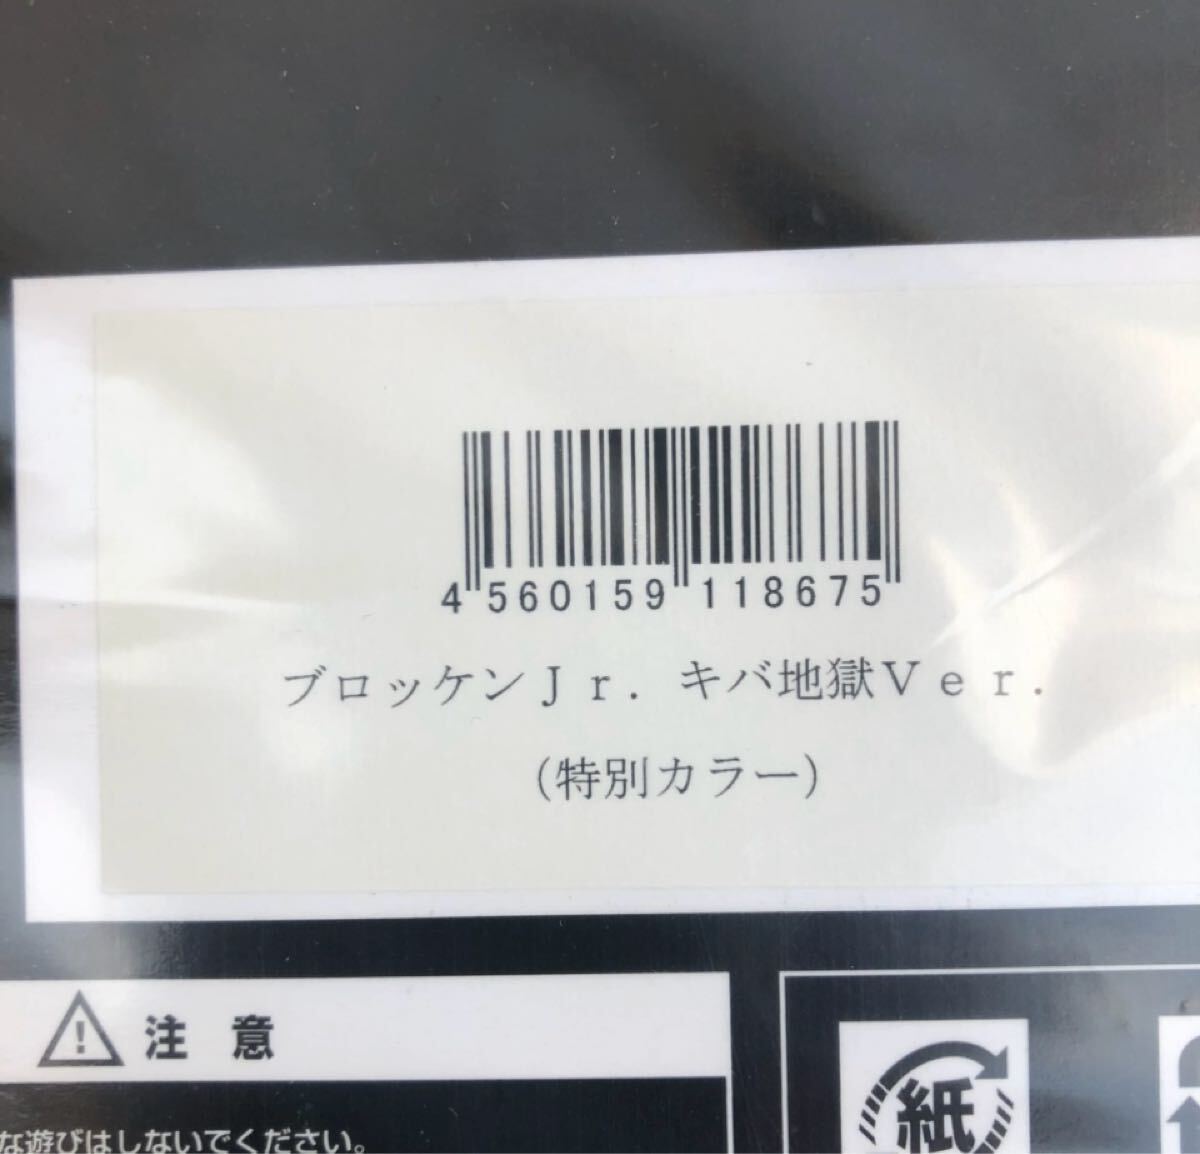 4 560159 118675
ブロッケンJr. キバ地獄Ver.
(特別カラー)
注 意
な遊びはしないでください。
紙